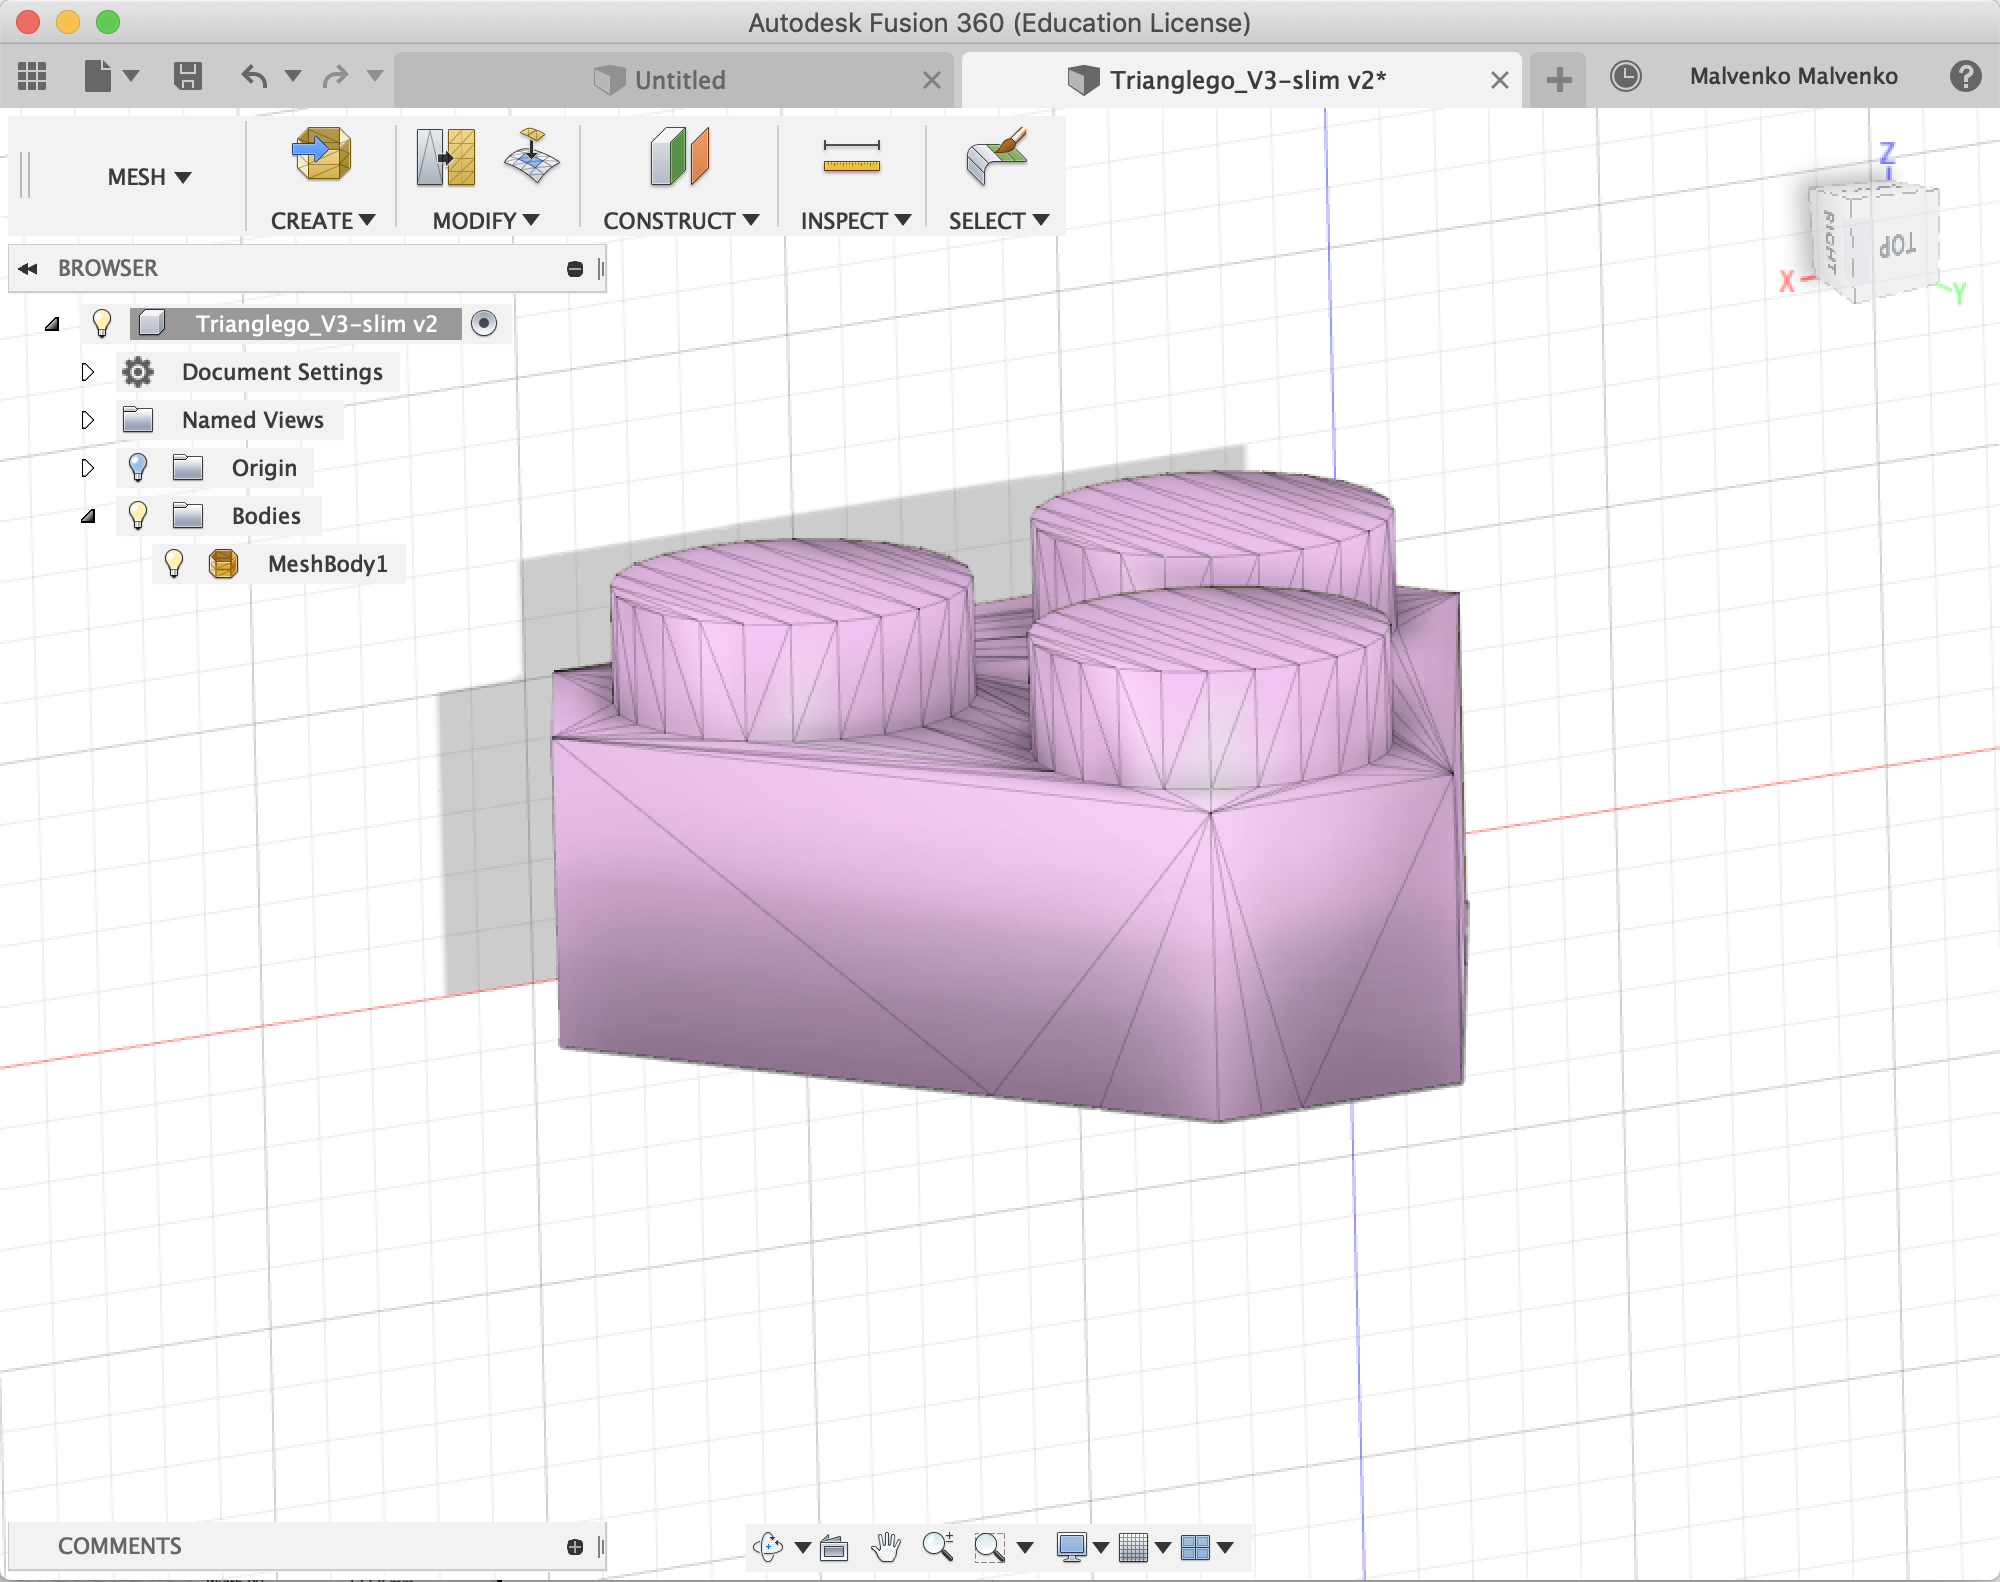 Autodesk Fusion 360 (Education License)
Untitled
Trianglego_V3-slim v2*
Malvenko Malvenko
MESH
CREATE
MODIFY
CONSTRUCT
INSPECT
SELECT
BROWSER
Trianglego_V3-slim v2
Document Settings
Named Views
Origin
Bodies
MeshBody1
Z
RIGHT
TOP
X
Y
COMMENTS